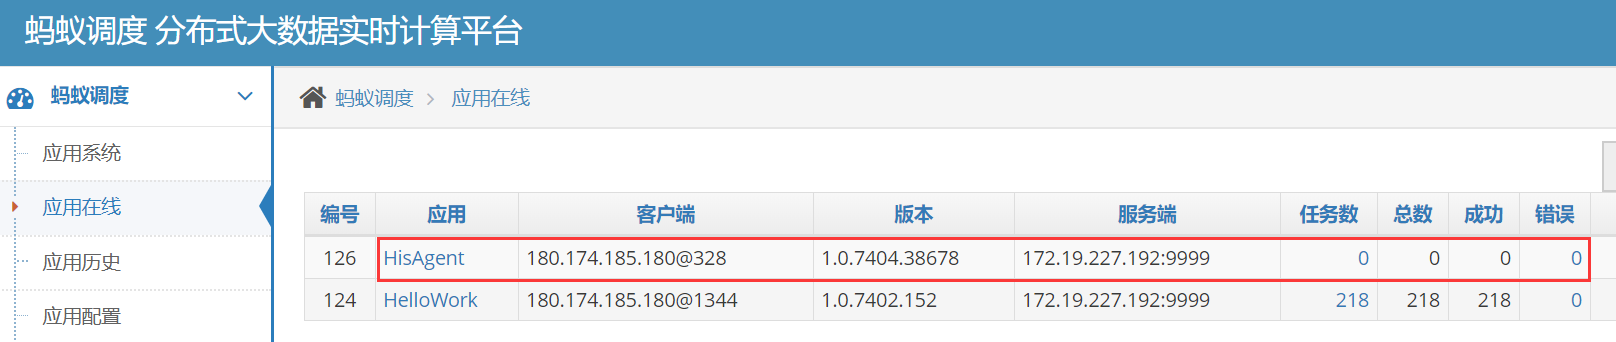 蚂蚁调度 分布式大数据实时计算平台
蚂蚁调度
蚂蚁调度 > 应用在线
应用系统
应用在线
应用历史
应用配置
编号 应用 客户端 版本 服务端 任务数 总数 成功 错误
126 HisAgent 180.174.185.180@328 1.0.7404.38678 172.19.227.192:9999 0 0 0 0
124 HelloWork 180.174.185.180@1344 1.0.7402.152 172.19.227.192:9999 218 218 218 0